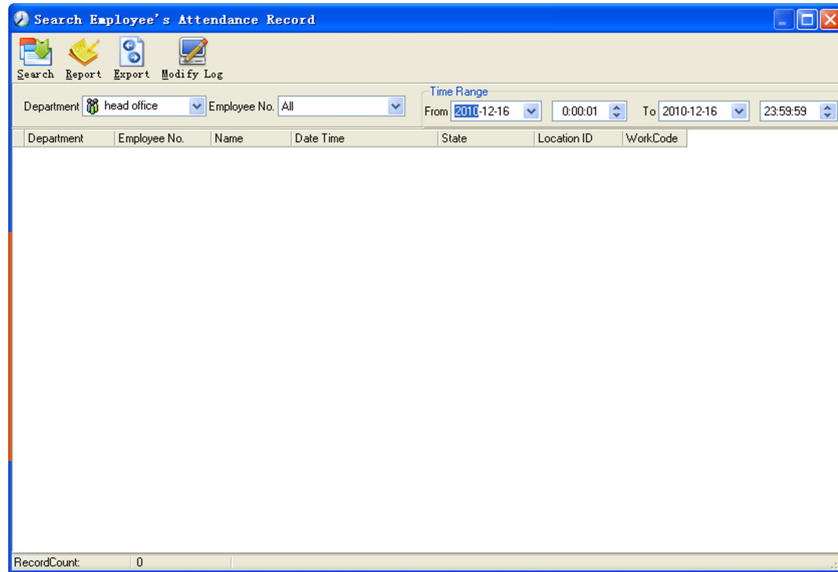 Search Employee's Attendance Record
Search Report Export Modify Log
Time Range
Department head office Employee No. All From 2010-12-16 0:00:01 To 2010-12-16 23:59:59
Department Employee No. Name Date Time State Location ID WorkCode
RecordCount: 0